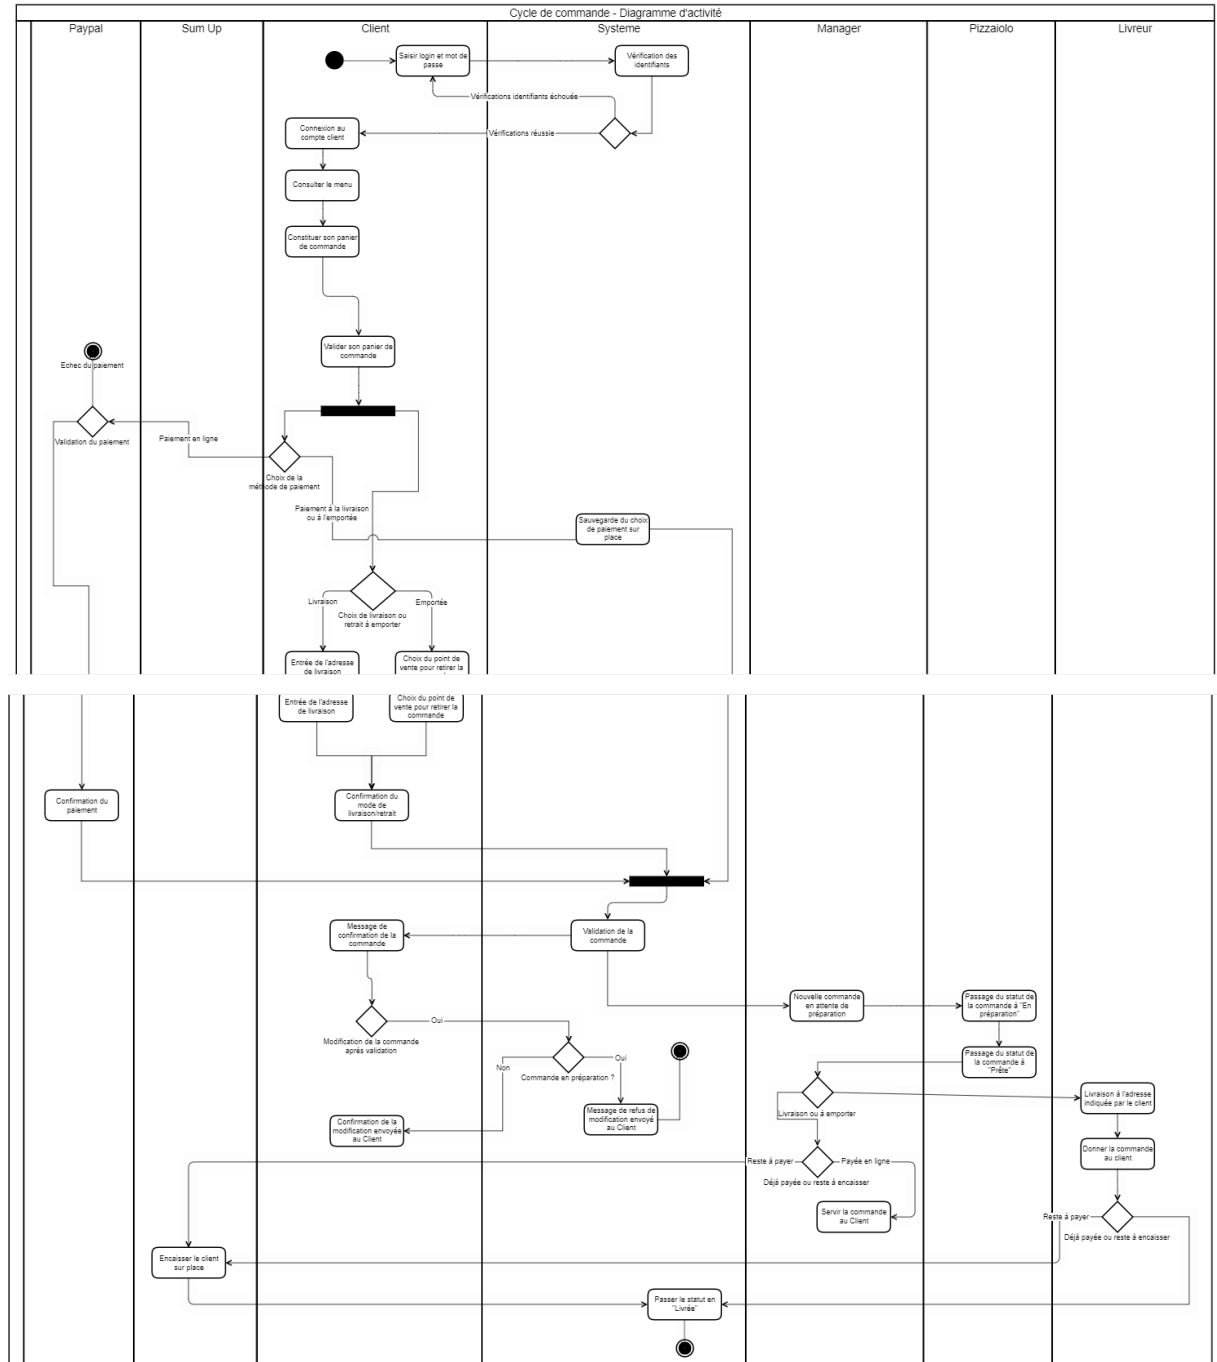 Cycle de commande - Diagramme d'activité
Paypal
Sum Up
Client
Systeme
Manager
Pizzaiolo
Livreur
Saisir login et mot de
passe
Vérification des
identifiants
Vérifications identifiants échouée
Connexion au
compte client
Vérifications réussie
Consulter le menu
Constituer son panier
de commande
Valider son panier de
commande
Echec du paiement
Validation du paiement
Paiement en ligne
Choix de la
méthode de paiement
Paiement à la livraison
ou à l'emportée
Sauvegarde du choix
de paiement sur
place
Livraison
Emportée
Choix de livraison ou
retrait à emporter
Entrée de l'adresse
de livraison
Choix du point de
vente pour retirer la
Entrée de l'adresse
de livraison
Choix du point de
vente pour retirer la
commande
Confirmation du
paiement
Confirmation du
mode de
livraison/retrait
Message de
confirmation de la
commande
Validation de la
commande
Nouvelle commande
en attente de
préparation
Passage du statut de
la commande à "En
préparation"
Oui
Modification de la commande
après validation
Passage du statut de
la commande à
"Prête"
Non
Oui
Commande en préparation ?
Livraison à l'adresse
indiquée par le client
Livraison ou à emporter
Message de refus de
modification envoyé
au Client
Confirmation de la
modification envoyée
au Client
Donner la commande
au client
Reste à payer
Payée en ligne
Déjà payée ou reste à encaisser
Servir la commande
au Client
Reste à payer
Déjà payée ou reste à encaisser
Encaisser le client
sur place
Passer le statut en
"Livrée"